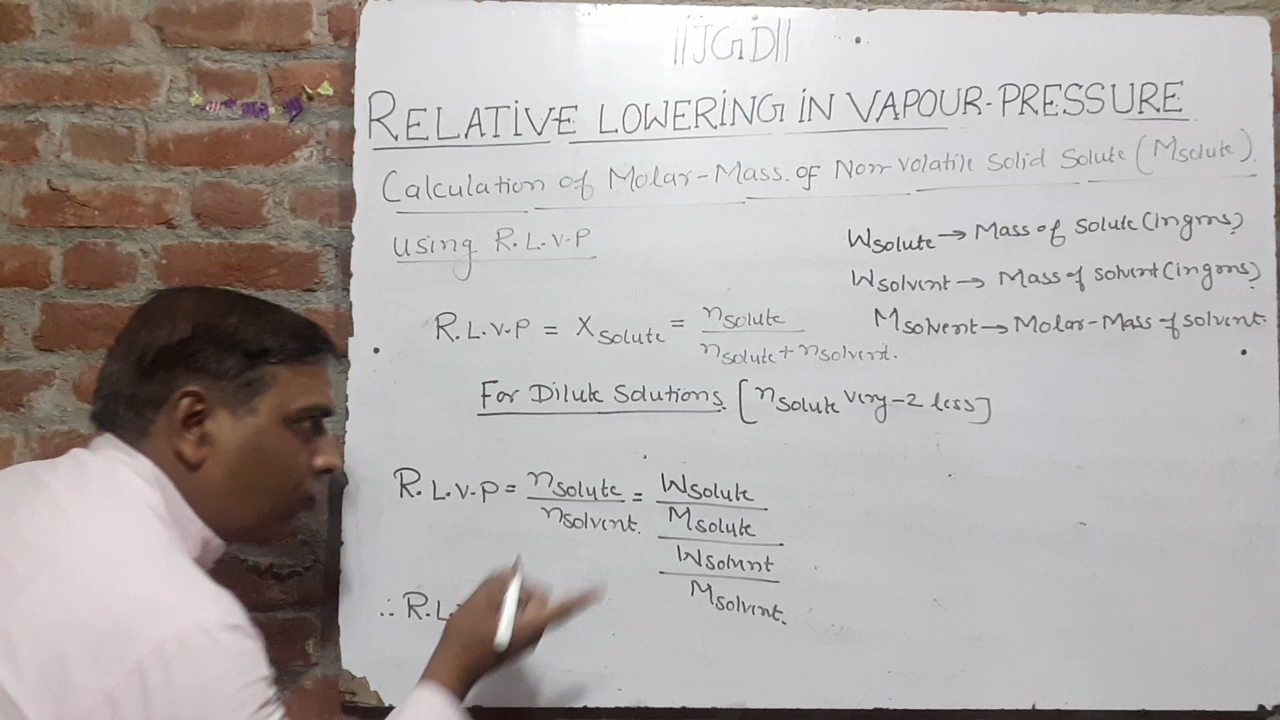 ||JGD||
RELATIVE LOWERING IN VAPOUR-PRESSURE
Calculation of Molar-Mass. of Non-volatile Solid Solute (Msolute).
Using R.L.V.P
Wsolute → Mass of Solute (in gms)
Wsolvent → Mass of solvent (in gms)
Msolvent → Molar-Mass of solvent.
R.L.V.P = Xsolute = nsolute / nsolute + nsolvent.
For Dilute Solutions. [nsolute very-2 less]
R.L.V.P = nsolute / nsolvent. = Wsolute / Msolute / Wsolvent / Msolvent.
∴ R.L.